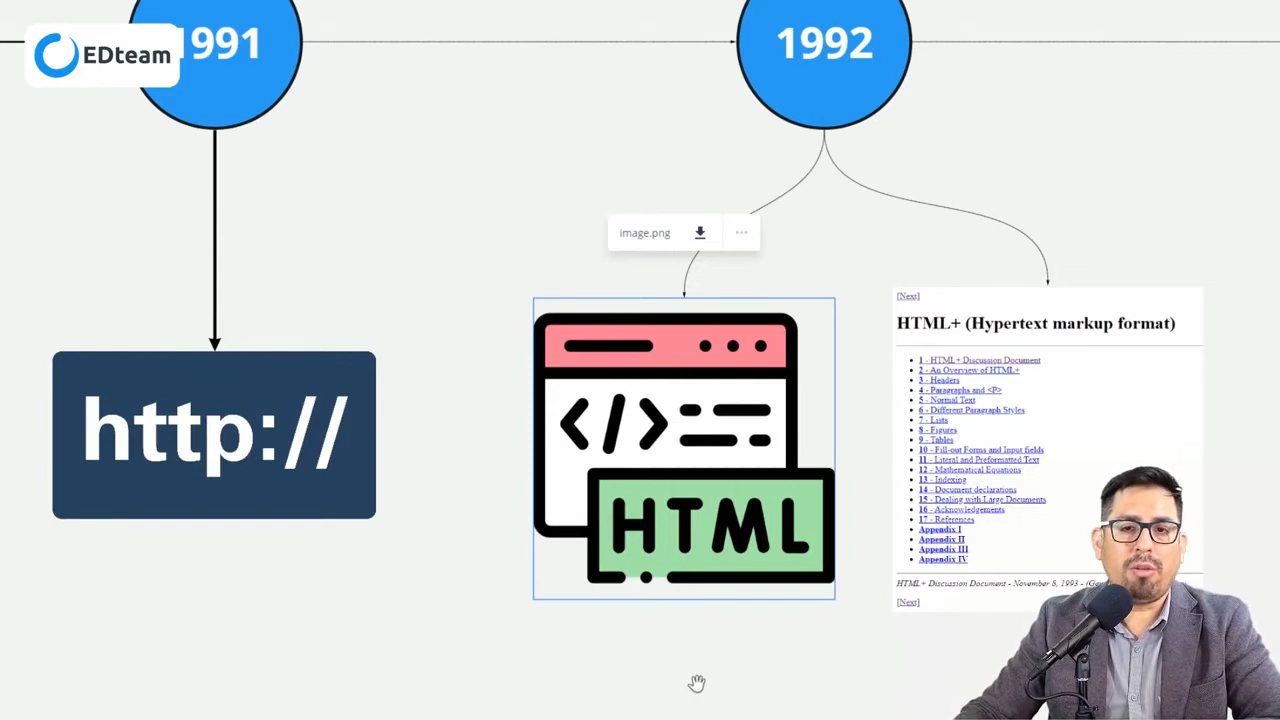 EDteam
1991
1992
image.png
http://
HTML
[Next]
HTML+ (Hypertext markup format)
1 - HTML+ Discussion Document
2 - An Overview of HTML+
3 - Headers
4 - Paragraphs and <P>
5 - Normal Text
6 - Different Paragraph Styles
7 - Lists
8 - Figures
9 - Tables
10 - Fill-out Forms and Input fields
11 - Literal and Preformatted Text
12 - Mathematical Equations
13 - Indexing
14 - Document declarations
15 - Dealing with Large Documents
16 - Acknowledgements
17 - References
Appendix I
Appendix II
Appendix III
Appendix IV
HTML+ Discussion Document - November 8, 1993 -
[Next]